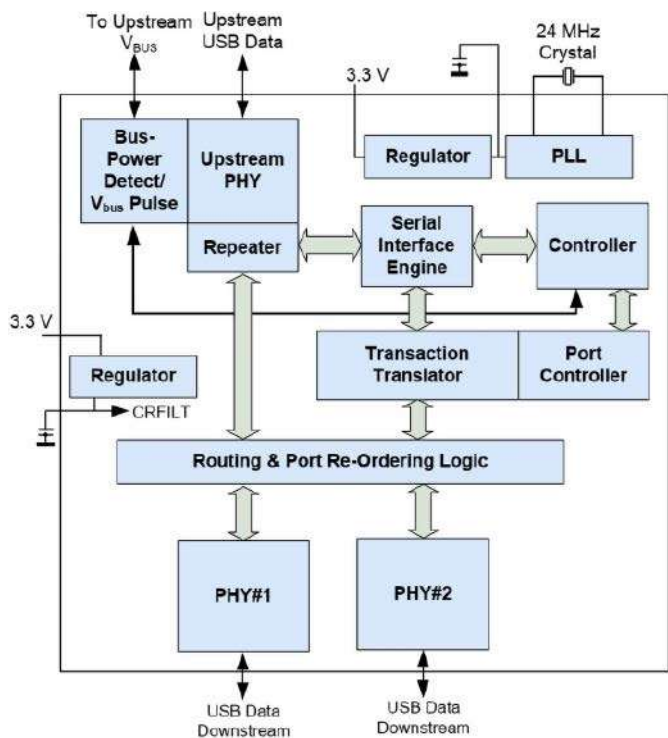 To Upstream
V_BUS
Upstream
USB Data
24 MHz
Crystal
3.3 V
Bus-
Power
Detect/
V_bus Pulse
Upstream
PHY
Regulator
PLL
Repeater
Serial
Interface
Engine
Controller
3.3 V
Regulator
CRFILT
Transaction
Translator
Port
Controller
Routing & Port Re-Ordering Logic
PHY#1
PHY#2
USB Data
Downstream
USB Data
Downstream